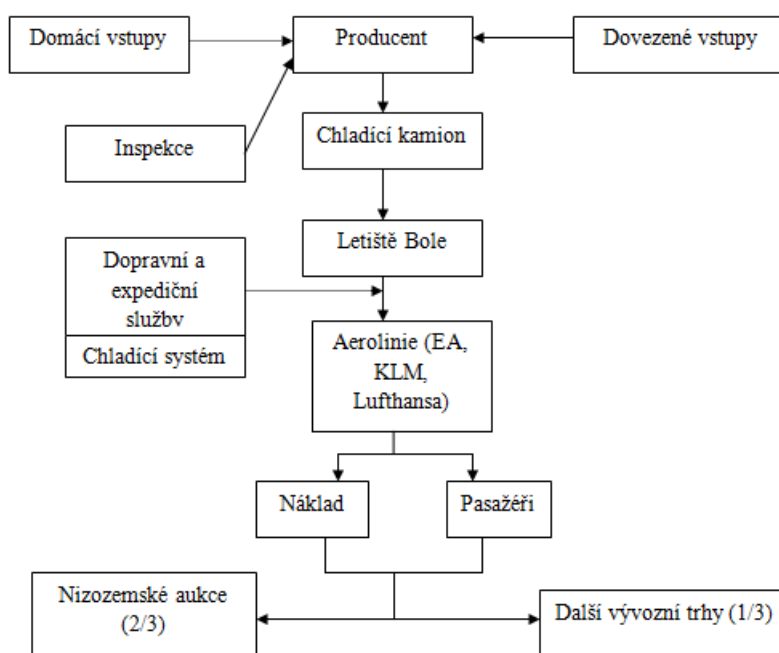 Domácí vstupy
Producent
Dovezené vstupy
Inspekce
Chladící kamion
Letiště Bole
Dopravní a
expediční
službv
Chladící systém
Aerolinie (EA,
KLM,
Lufthansa)
Náklad
Pasažéři
Nizozemské aukce
(2/3)
Další vývozní trhy (1/3)